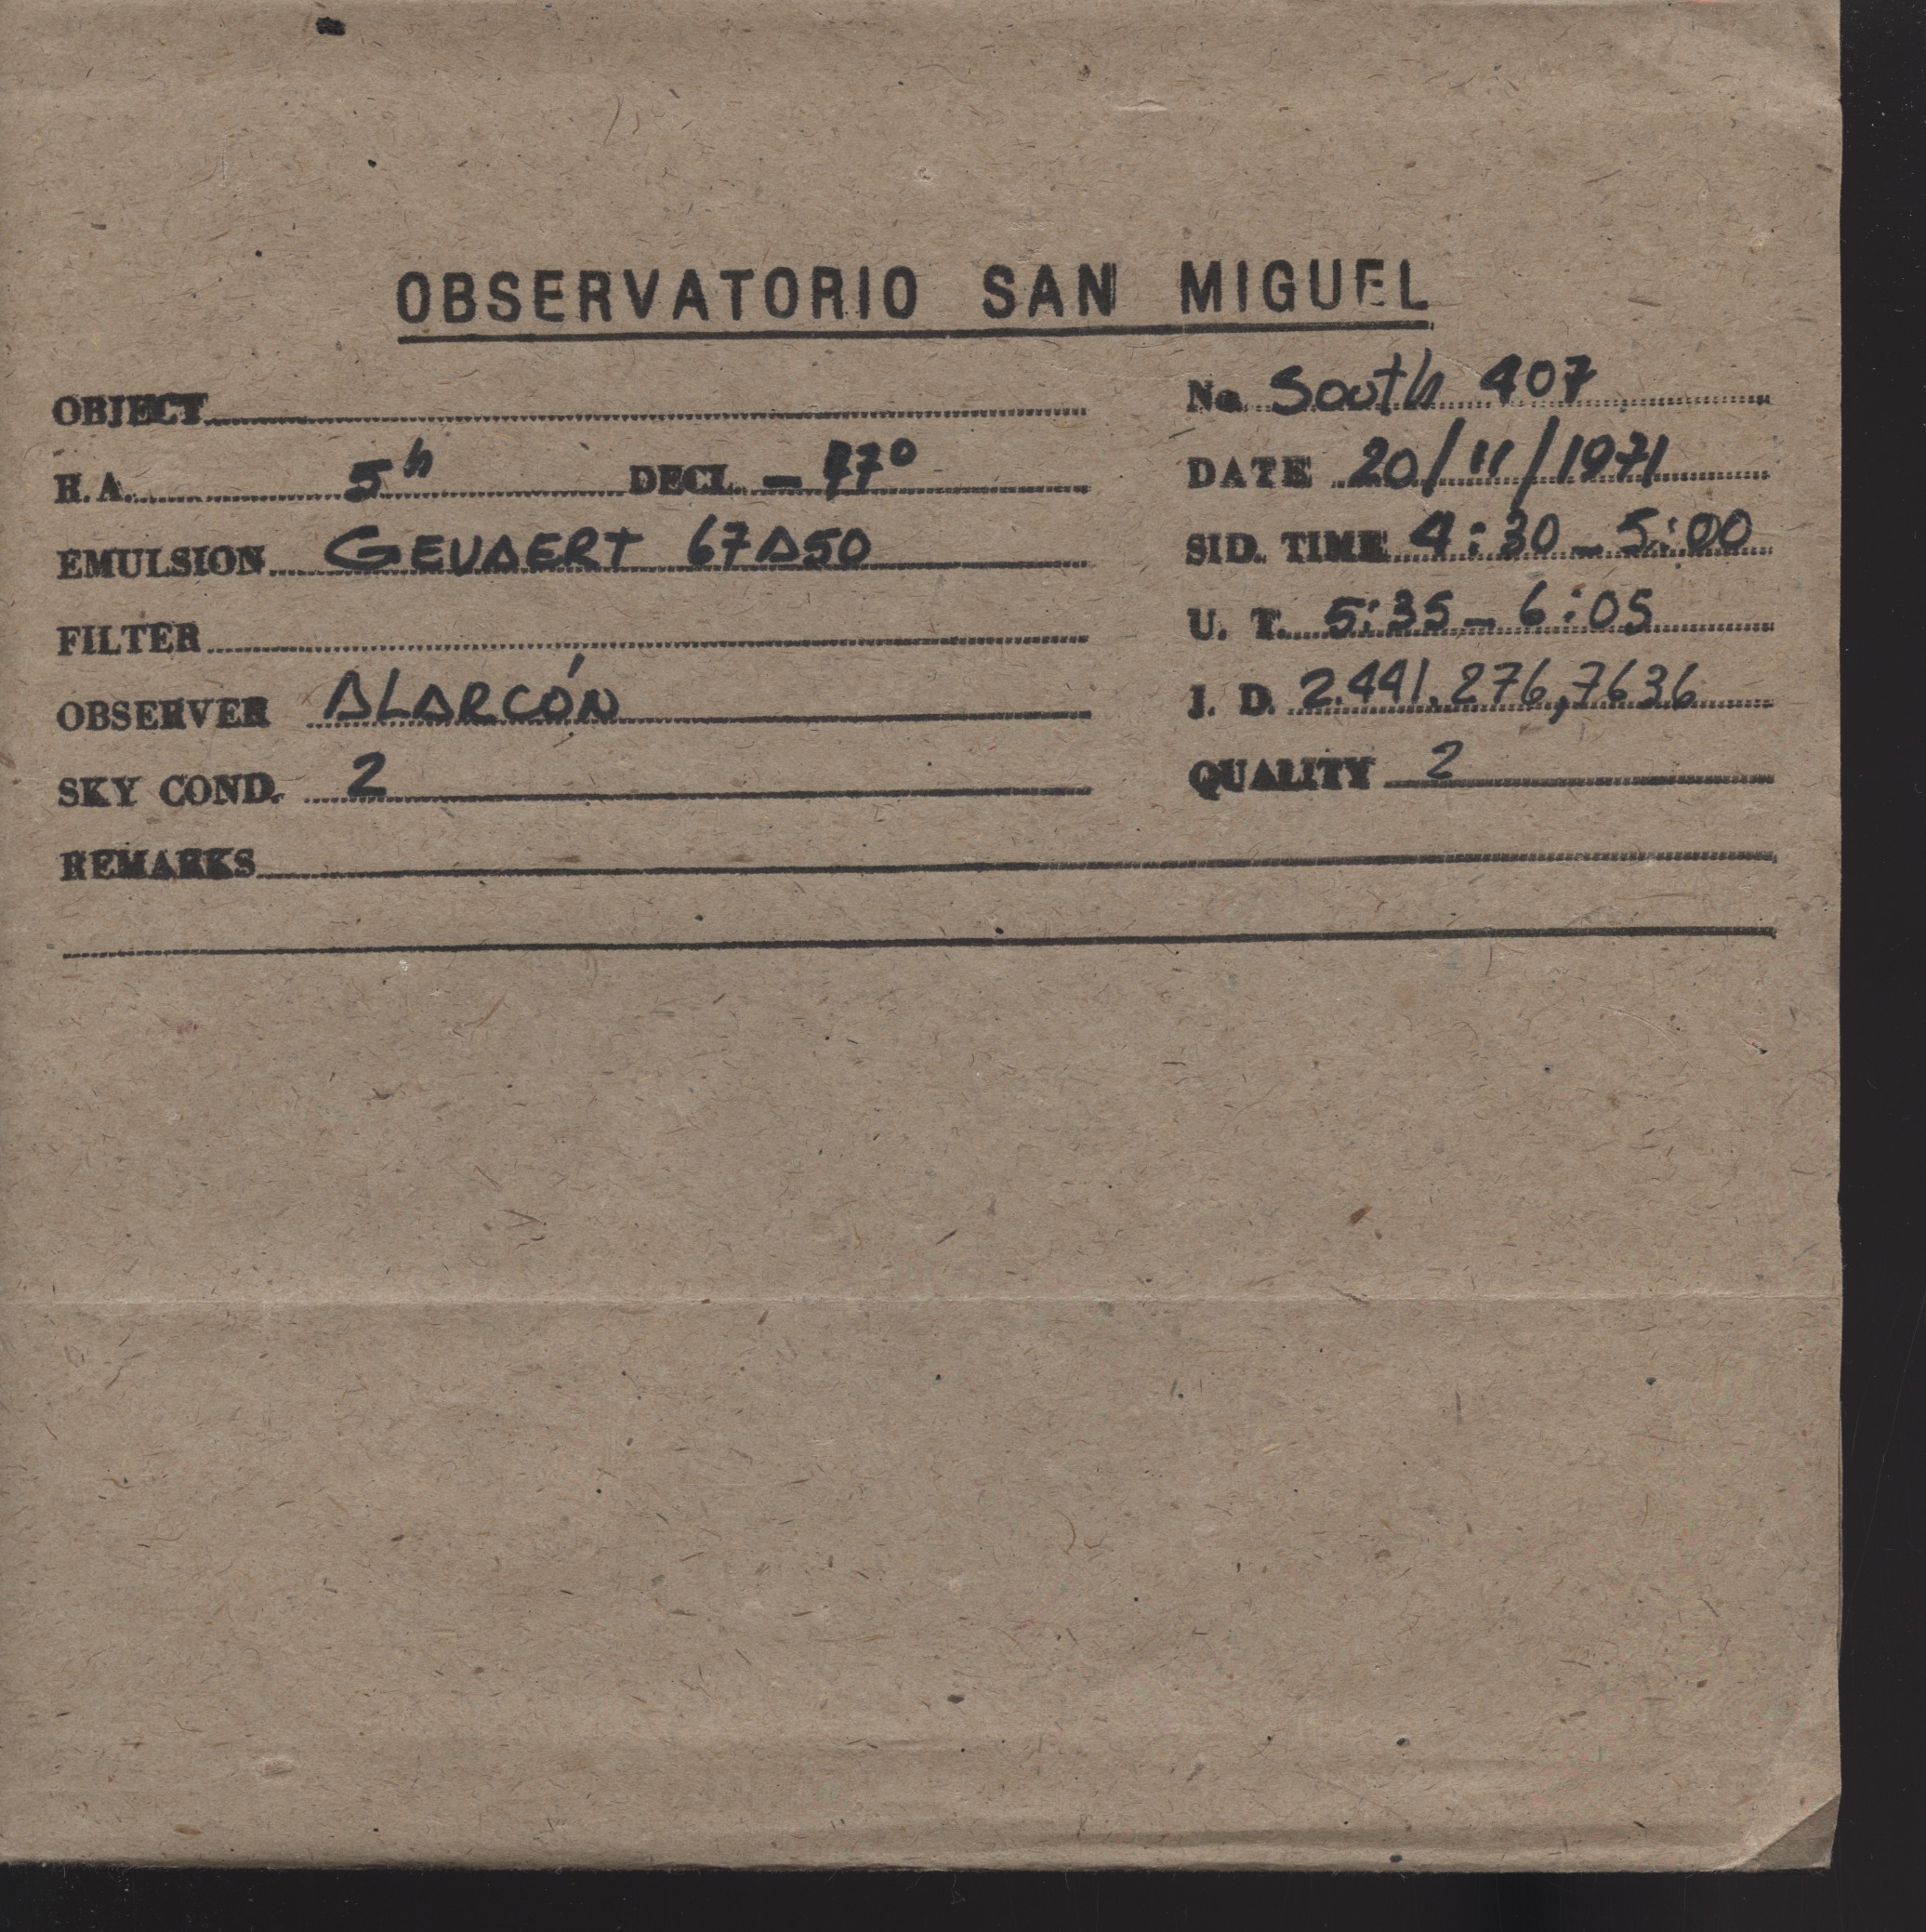 OBSERVATORIO SAN MIGUEL
OBJECT
No. South 407
H.A. 5h DECL. -77°
DATE 20/11/1971
EMULSION GEVAERT 67A50
SID. TIME 4:30 - 5:00
FILTER
U. T. 5:35 - 6:05
OBSERVER ALARCÓN
J. D. 2.441.276,7636
SKY COND. 2
QUALITY 2
REMARKS